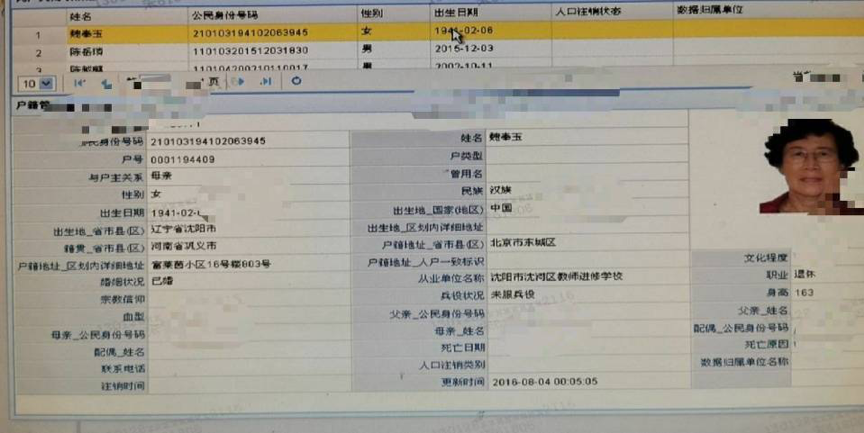 姓名 公民身份号码 性别 出生日期 人口注销状态 数据归属单位
1 魏奉玉 210103194102063945 女 1941-02-06
2 110103201512031830 男 2015-12-03
3 男 2002-10-11
10 页
公民身份号码 210103194102063945 姓名 魏奉玉
户号 0001194409 户类型
与户主关系 母亲 曾用名
性别 女 民族 汉族
出生日期 1941-02- 出生地_国家(地区) 中国
出生地_省市县(区) 辽宁省沈阳市 出生地_区划内详细地址
籍贯_省市县(区) 河南省巩义市 户籍地址_省市县(区) 北京市东城区
户籍地址_区划内详细地址 富莱茵小区16号楼803号 户籍地址_人户一致标识 文化程度
婚姻状况 已婚 从业单位名称 沈阳市沈河区教师进修学校 职业 退休
宗教信仰 兵役状况 未服兵役 身高 163
血型 父亲_公民身份号码 父亲_姓名
母亲_公民身份号码 母亲_姓名 配偶_公民身份号码
配偶_姓名 死亡日期 死亡原因
联系电话 人口注销类别 数据归属单位名称
注销时间 更新时间 2016-08-04 00:05:05